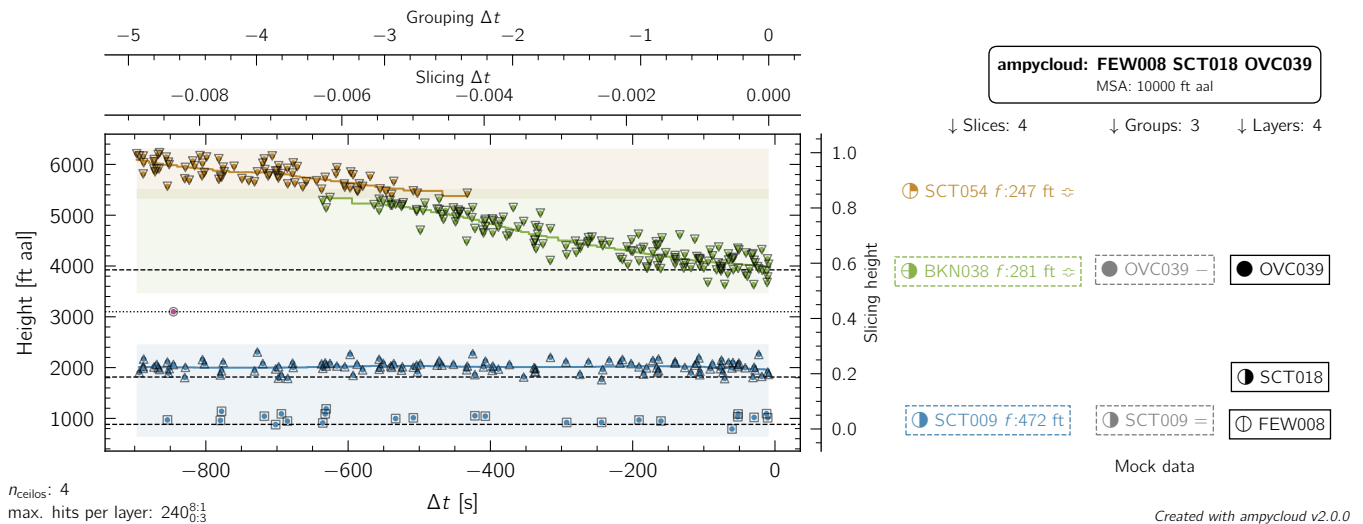 Grouping Δt
−5 −4 −3 −2 −1 0
Slicing Δt
−0.008 −0.006 −0.004 −0.002 0.000
ampycloud: FEW008 SCT018 OVC039
MSA: 10000 ft aal
↓ Slices: 4 ↓ Groups: 3 ↓ Layers: 4
Height [ft aal]
6000
5000
4000
3000
2000
1000
1.0
0.8
0.6
0.4
0.2
0.0
Slicing height
SCT054 f:247 ft ≎
BKN038 f:281 ft ≎ OVC039 − OVC039
SCT018
SCT009 f:472 ft SCT009 = FEW008
−800 −600 −400 −200 0
Δt [s]
Mock data
n_ceilos: 4
max. hits per layer: 240 8:1 0:3
Created with ampycloud v2.0.0